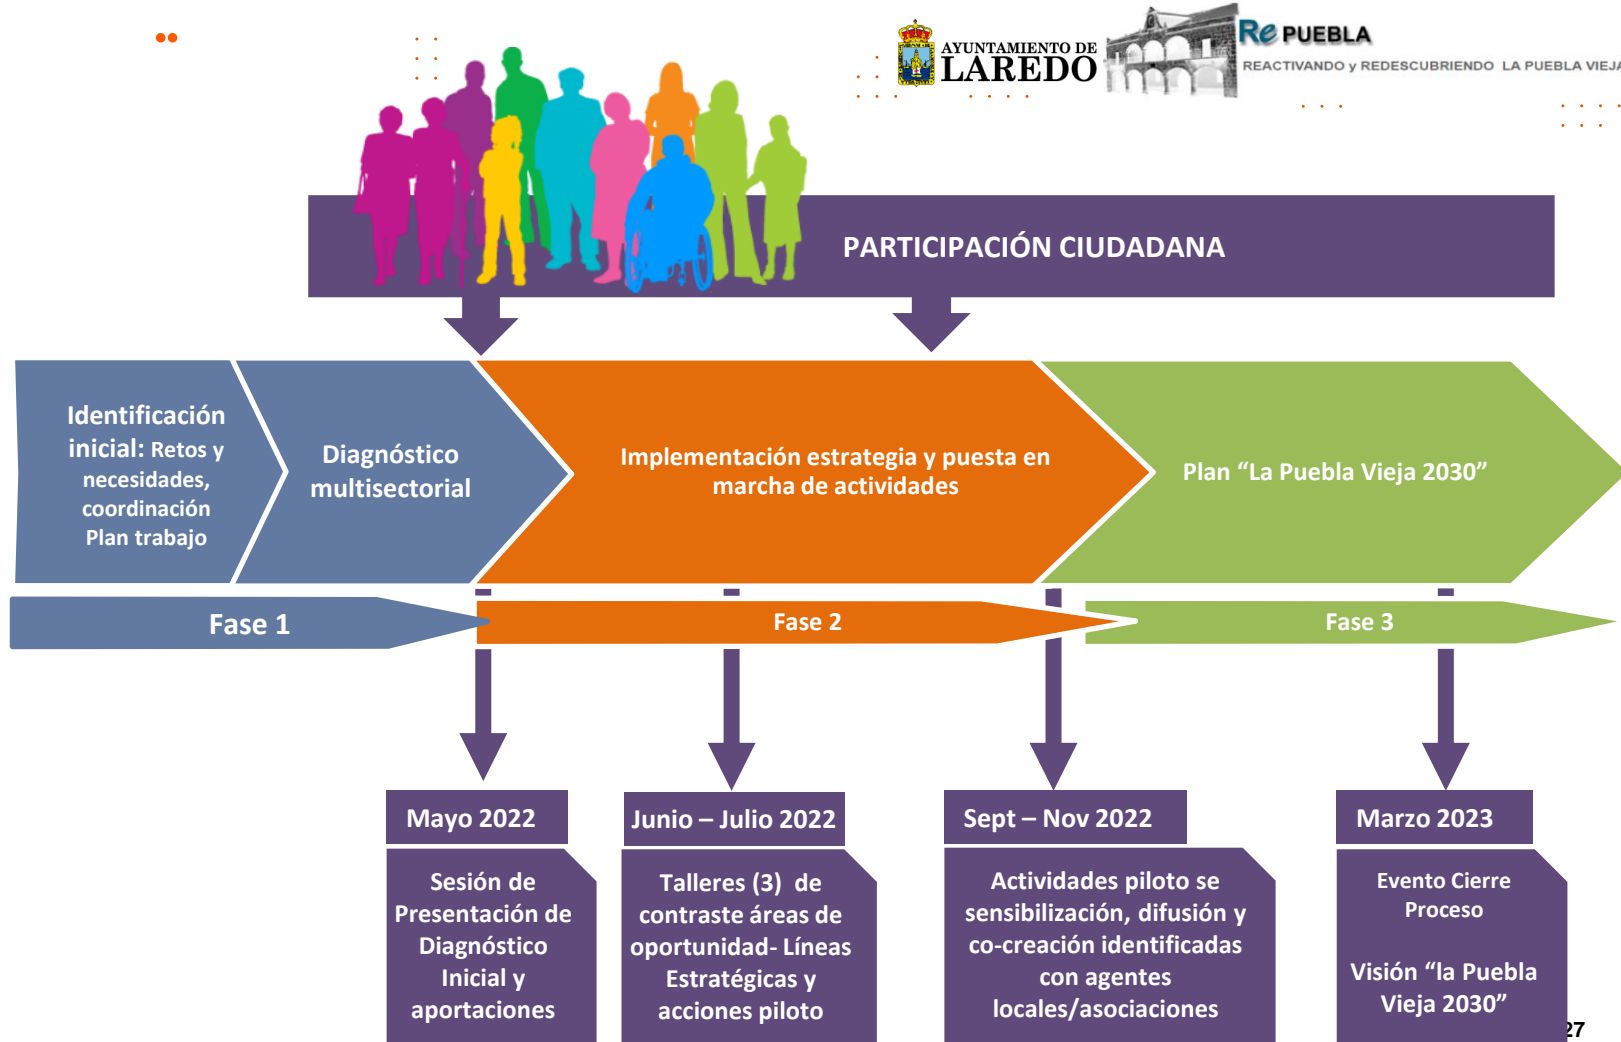 AYUNTAMIENTO DE
LAREDO
Re PUEBLA
REACTIVANDO y REDESCUBRIENDO LA PUEBLA VIEJA
PARTICIPACIÓN CIUDADANA
Identificación
inicial: Retos y
necesidades,
coordinación
Plan trabajo
Diagnóstico
multisectorial
Implementación estrategia y puesta en
marcha de actividades
Plan “La Puebla Vieja 2030”
Fase 1
Fase 2
Fase 3
Mayo 2022
Sesión de
Presentación de
Diagnóstico
Inicial y
aportaciones
Junio – Julio 2022
Talleres (3) de
contraste áreas de
oportunidad- Líneas
Estratégicas y
acciones piloto
Sept – Nov 2022
Actividades piloto se
sensibilización, difusión y
co-creación identificadas
con agentes
locales/asociaciones
Marzo 2023
Evento Cierre
Proceso
Visión “la Puebla
Vieja 2030”
27